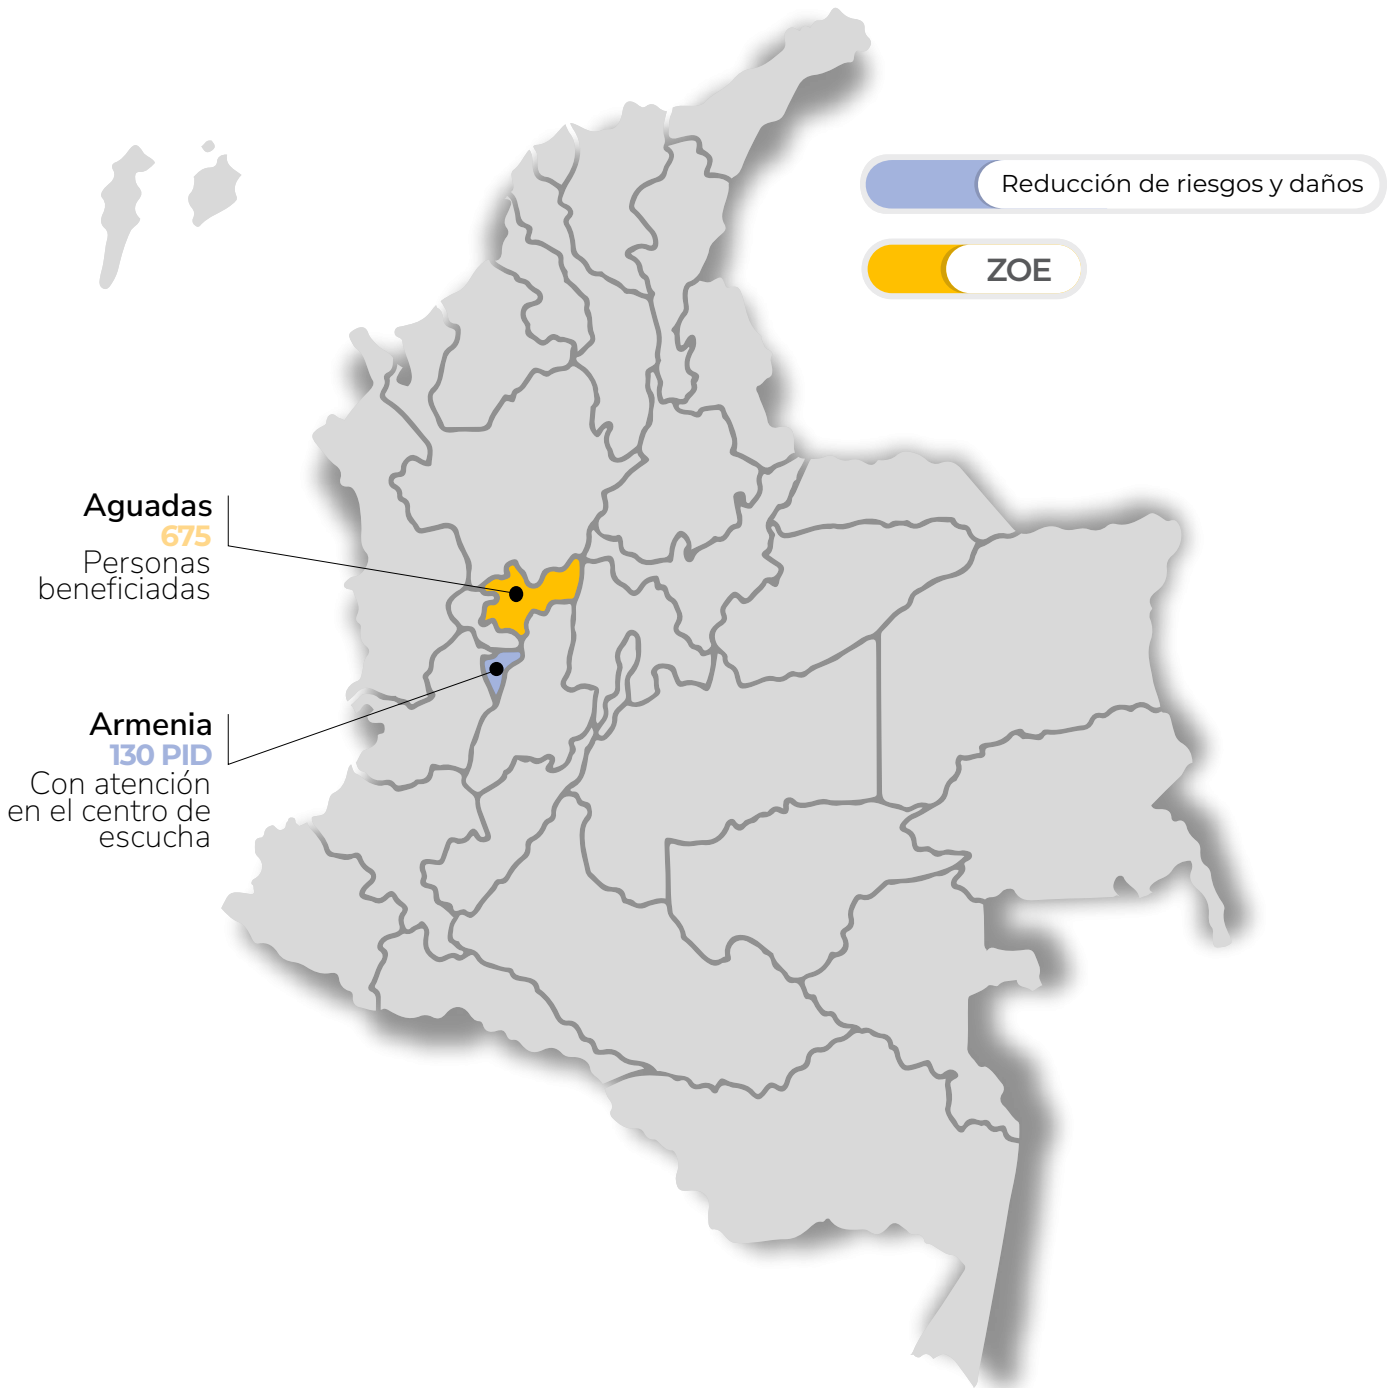 Reducción de riesgos y daños
ZOE
Aguadas
675
Personas
beneficiadas
Armenia
130 PID
Con atención
en el centro de
escucha